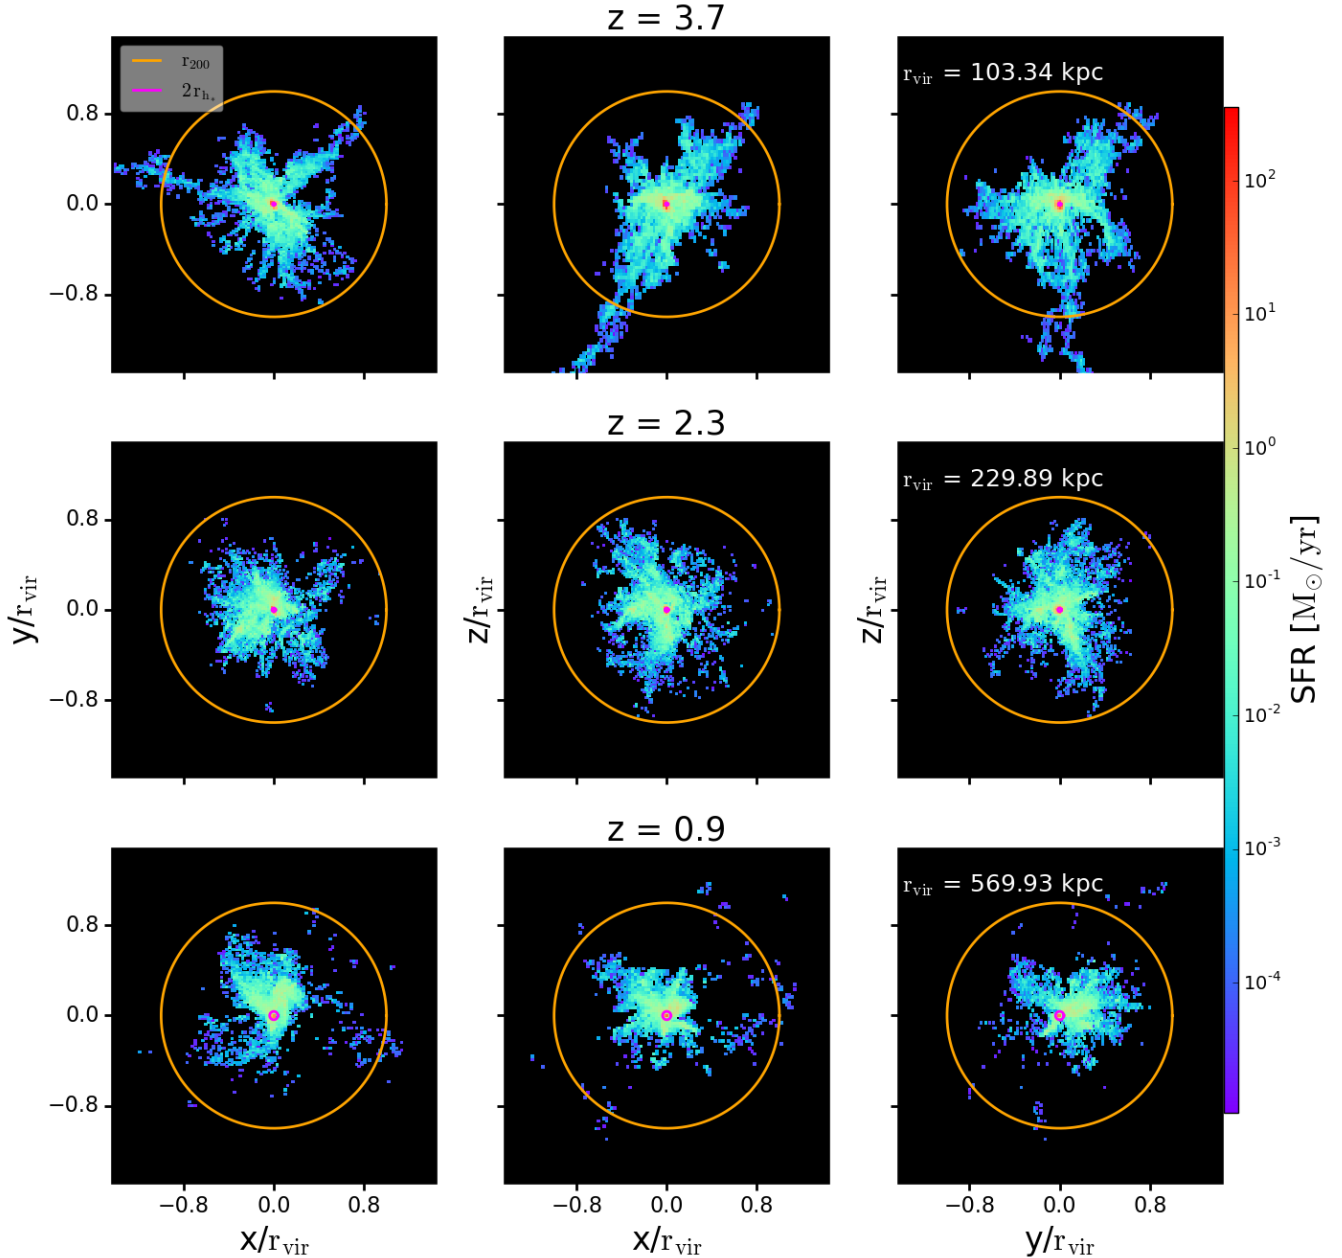 z = 3.7
r200
2rh*
rvir = 103.34 kpc
0.8
0.0
−0.8
z = 2.3
rvir = 229.89 kpc
0.8
0.0
−0.8
y/rvir
z/rvir
z/rvir
z = 0.9
rvir = 569.93 kpc
0.8
0.0
−0.8
−0.8 0.0 0.8
−0.8 0.0 0.8
−0.8 0.0 0.8
x/rvir
x/rvir
y/rvir
10^2
10^1
10^0
10^-1
10^-2
10^-3
10^-4
SFR [M⊙/yr]